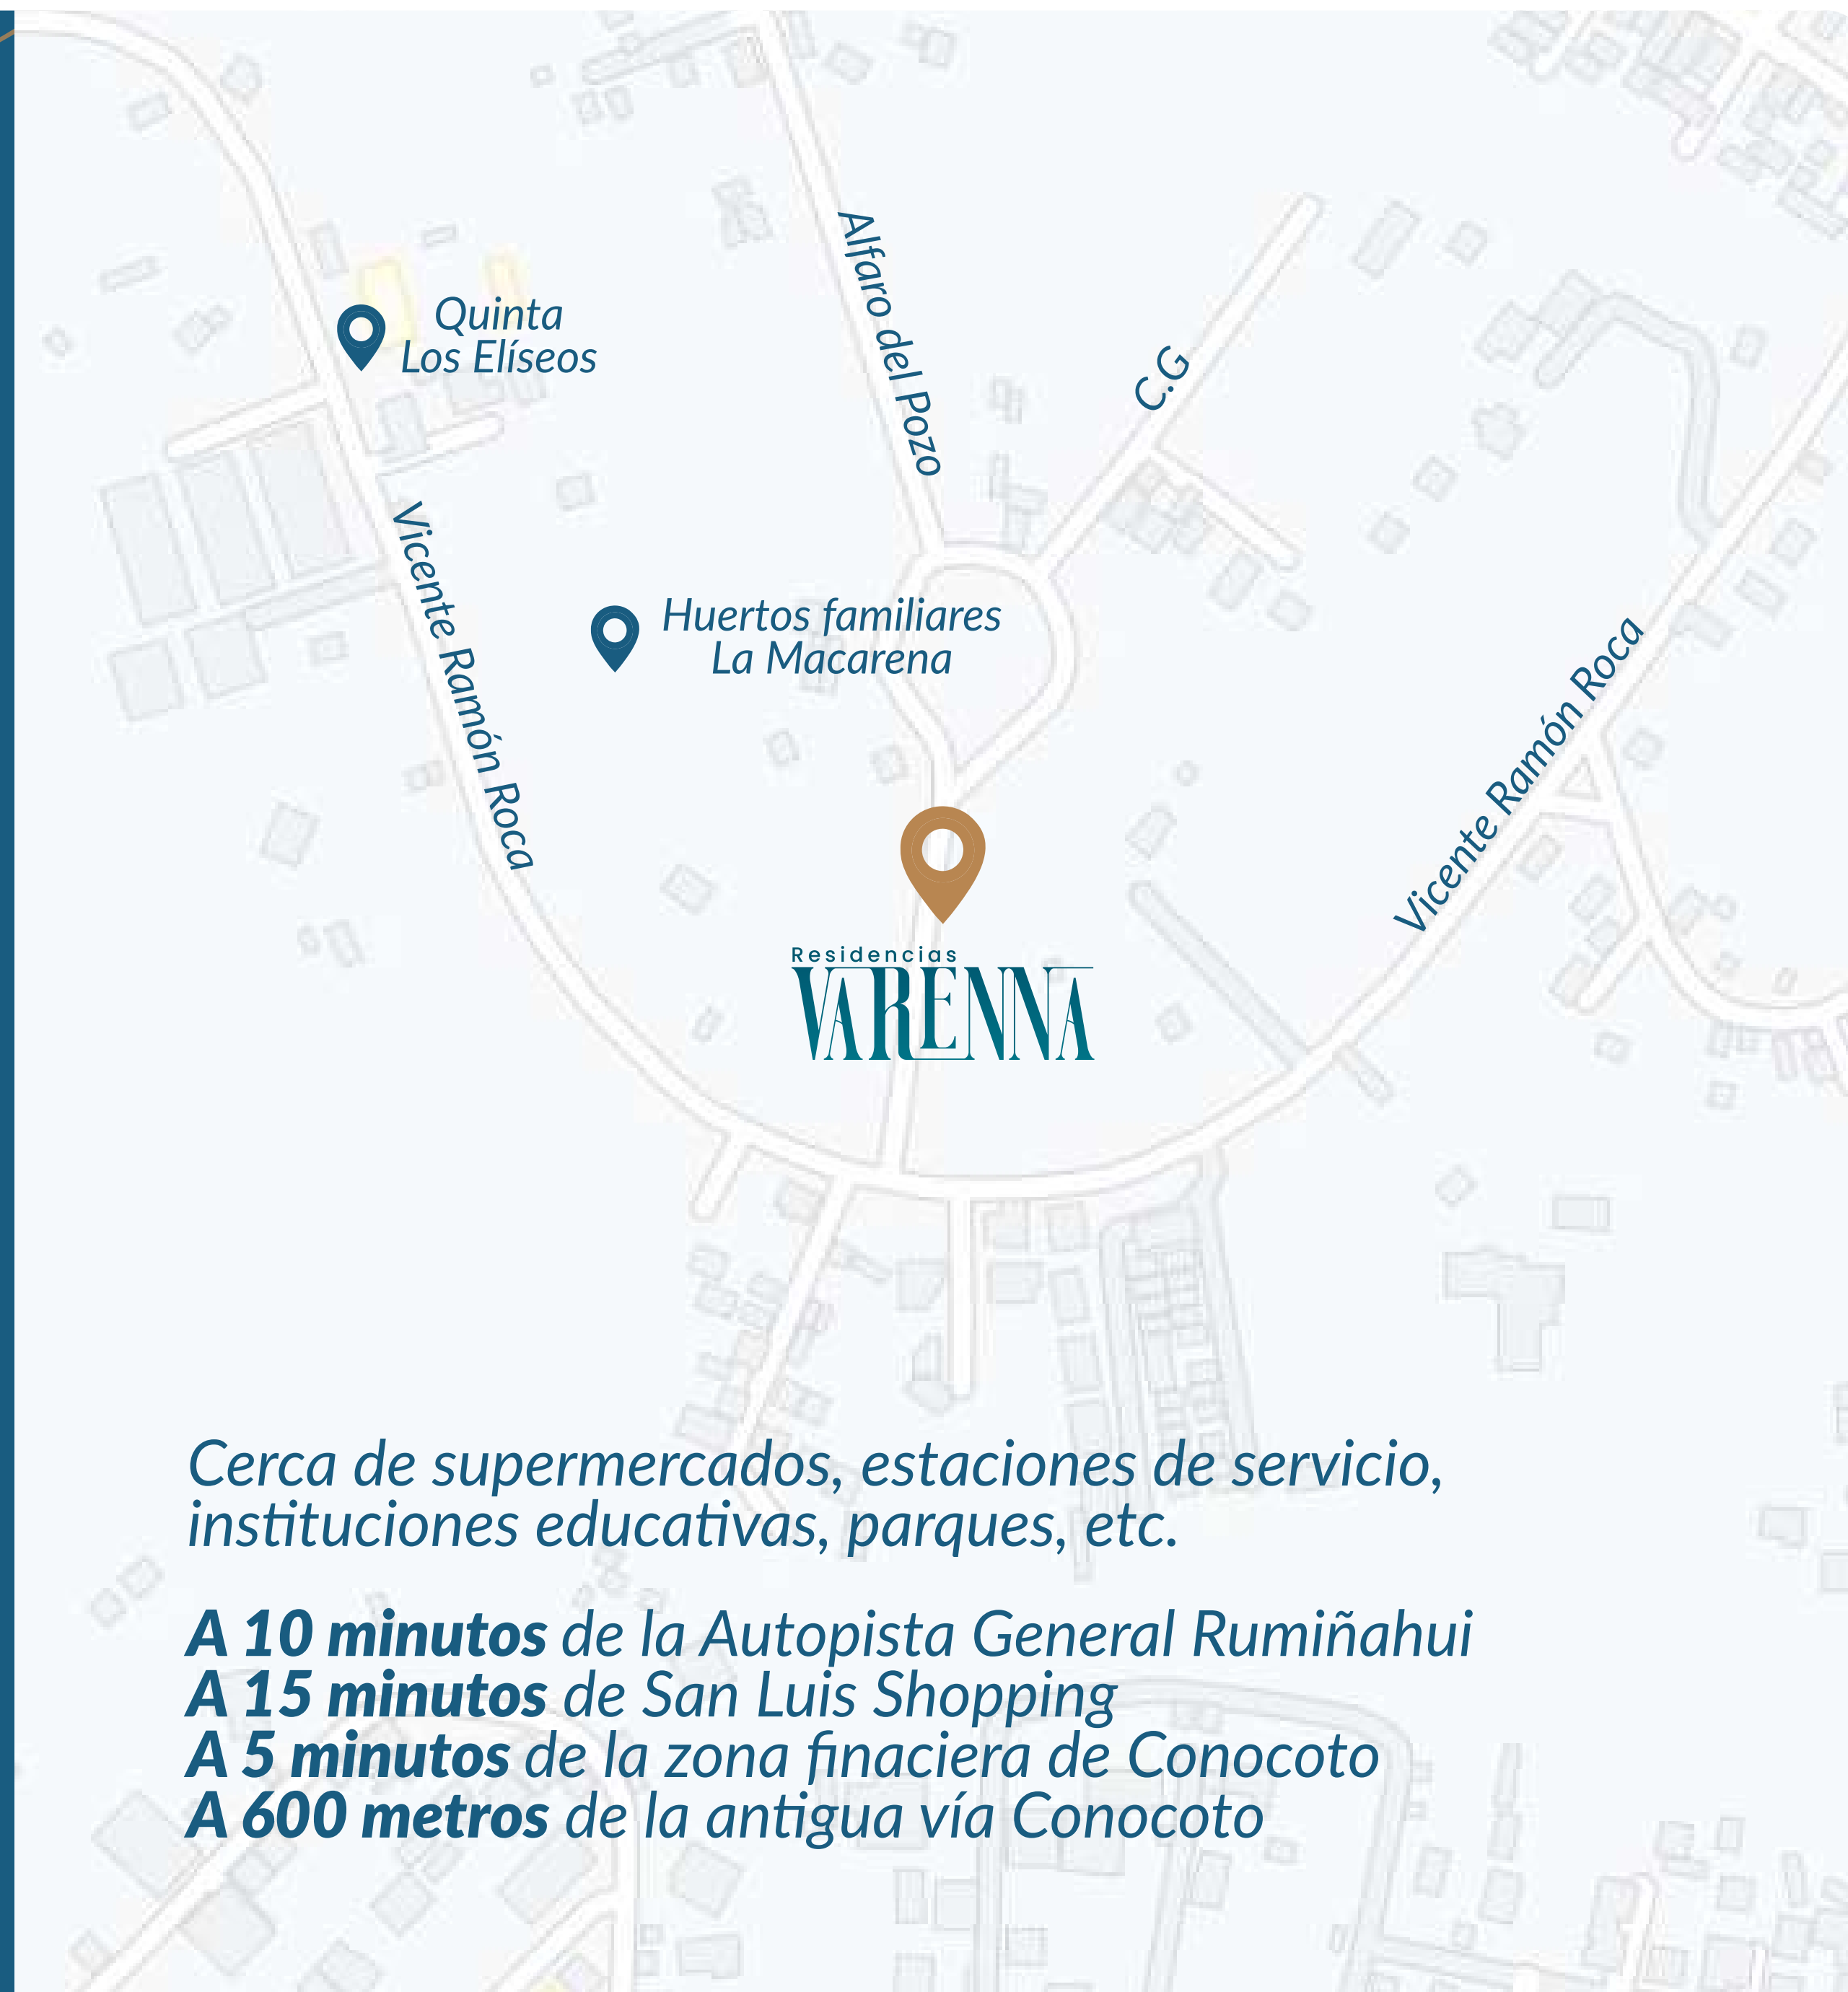 Alfaro del Pozo
Quinta
Los Elíseos
C.G
Vicente Ramón Roca
Huertos familiares
La Macarena
Vicente Ramón Roca
Residencias
VARENNA
Cerca de supermercados, estaciones de servicio,
instituciones educativas, parques, etc.
A 10 minutos de la Autopista General Rumiñahui
A 15 minutos de San Luis Shopping
A 5 minutos de la zona finaciera de Conocoto
A 600 metros de la antigua vía Conocoto